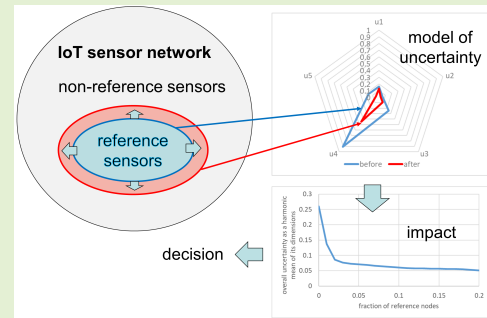 IoT sensor network
non-reference sensors
reference
sensors
decision
model of
uncertainty
u1
1
0.9
0.8
0.7
0.6
0.5
0.4
0.3
0.2
0.1
0
u2
u3
u4
u5
before
after
impact
overall uncertainty as a harmonic
mean of its dimensions
0.3
0.25
0.2
0.15
0.1
0.05
0
0
0.05
0.1
0.15
0.2
fraction of reference nodes